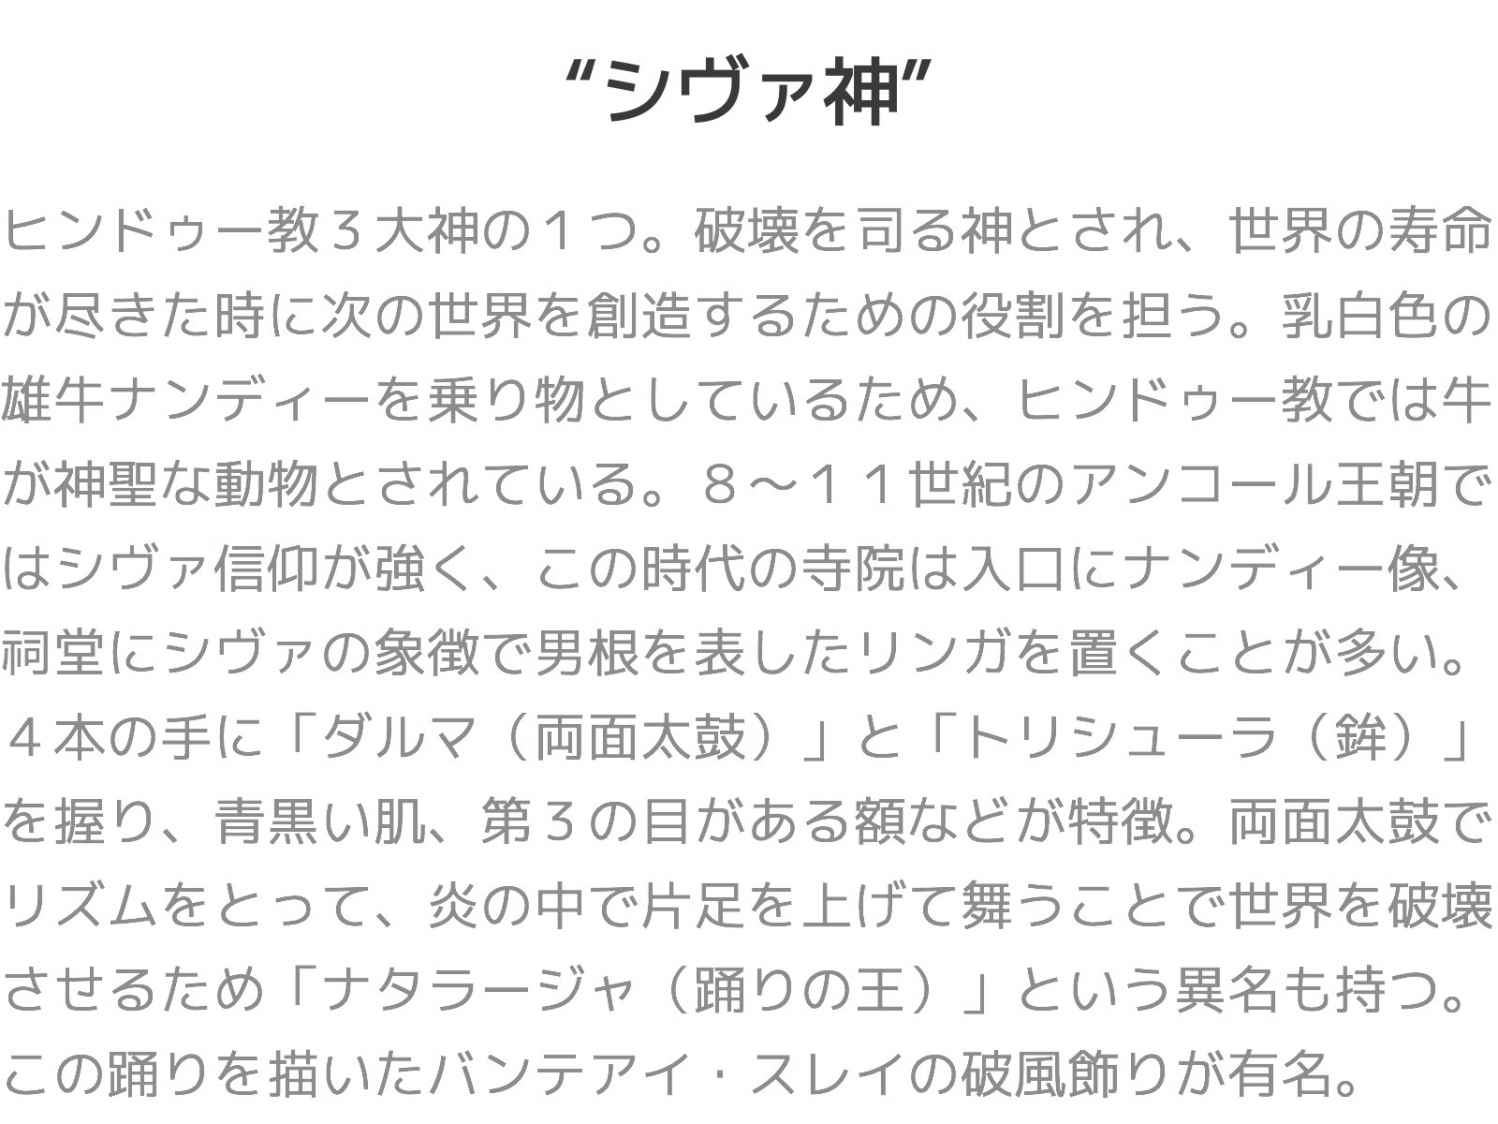 “シヴァ神”
ヒンドゥー教３大神の１つ。破壊を司る神とされ、世界の寿命
が尽きた時に次の世界を創造するための役割を担う。乳白色の
雄牛ナンディーを乗り物としているため、ヒンドゥー教では牛
が神聖な動物とされている。８～１１世紀のアンコール王朝で
はシヴァ信仰が強く、この時代の寺院は入口にナンディー像、
祠堂にシヴァの象徴で男根を表したリンガを置くことが多い。
４本の手に「ダルマ（両面太鼓）」と「トリシューラ（鉾）」
を握り、青黒い肌、第３の目がある額などが特徴。両面太鼓で
リズムをとって、炎の中で片足を上げて舞うことで世界を破壊
させるため「ナタラージャ（踊りの王）」という異名も持つ。
この踊りを描いたバンテアイ・スレイの破風飾りが有名。